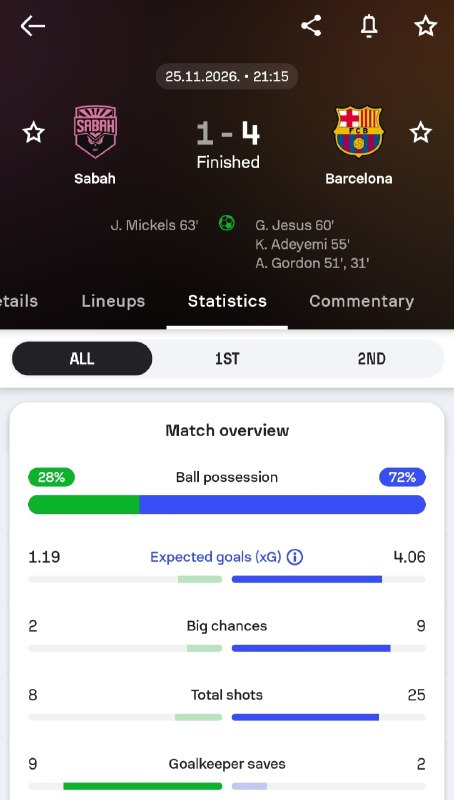 25.11.2026. • 21:15
SABAH
FCB
1 - 4
Finished
Sabah
Barcelona
J. Mickels 63'
G. Jesus 60'
K. Adeyemi 55'
A. Gordon 51', 31'
etails
Lineups
Statistics
Commentary
ALL
1ST
2ND
Match overview
28%
Ball possession
72%
1.19
Expected goals (xG)
4.06
2
Big chances
9
8
Total shots
25
9
Goalkeeper saves
2